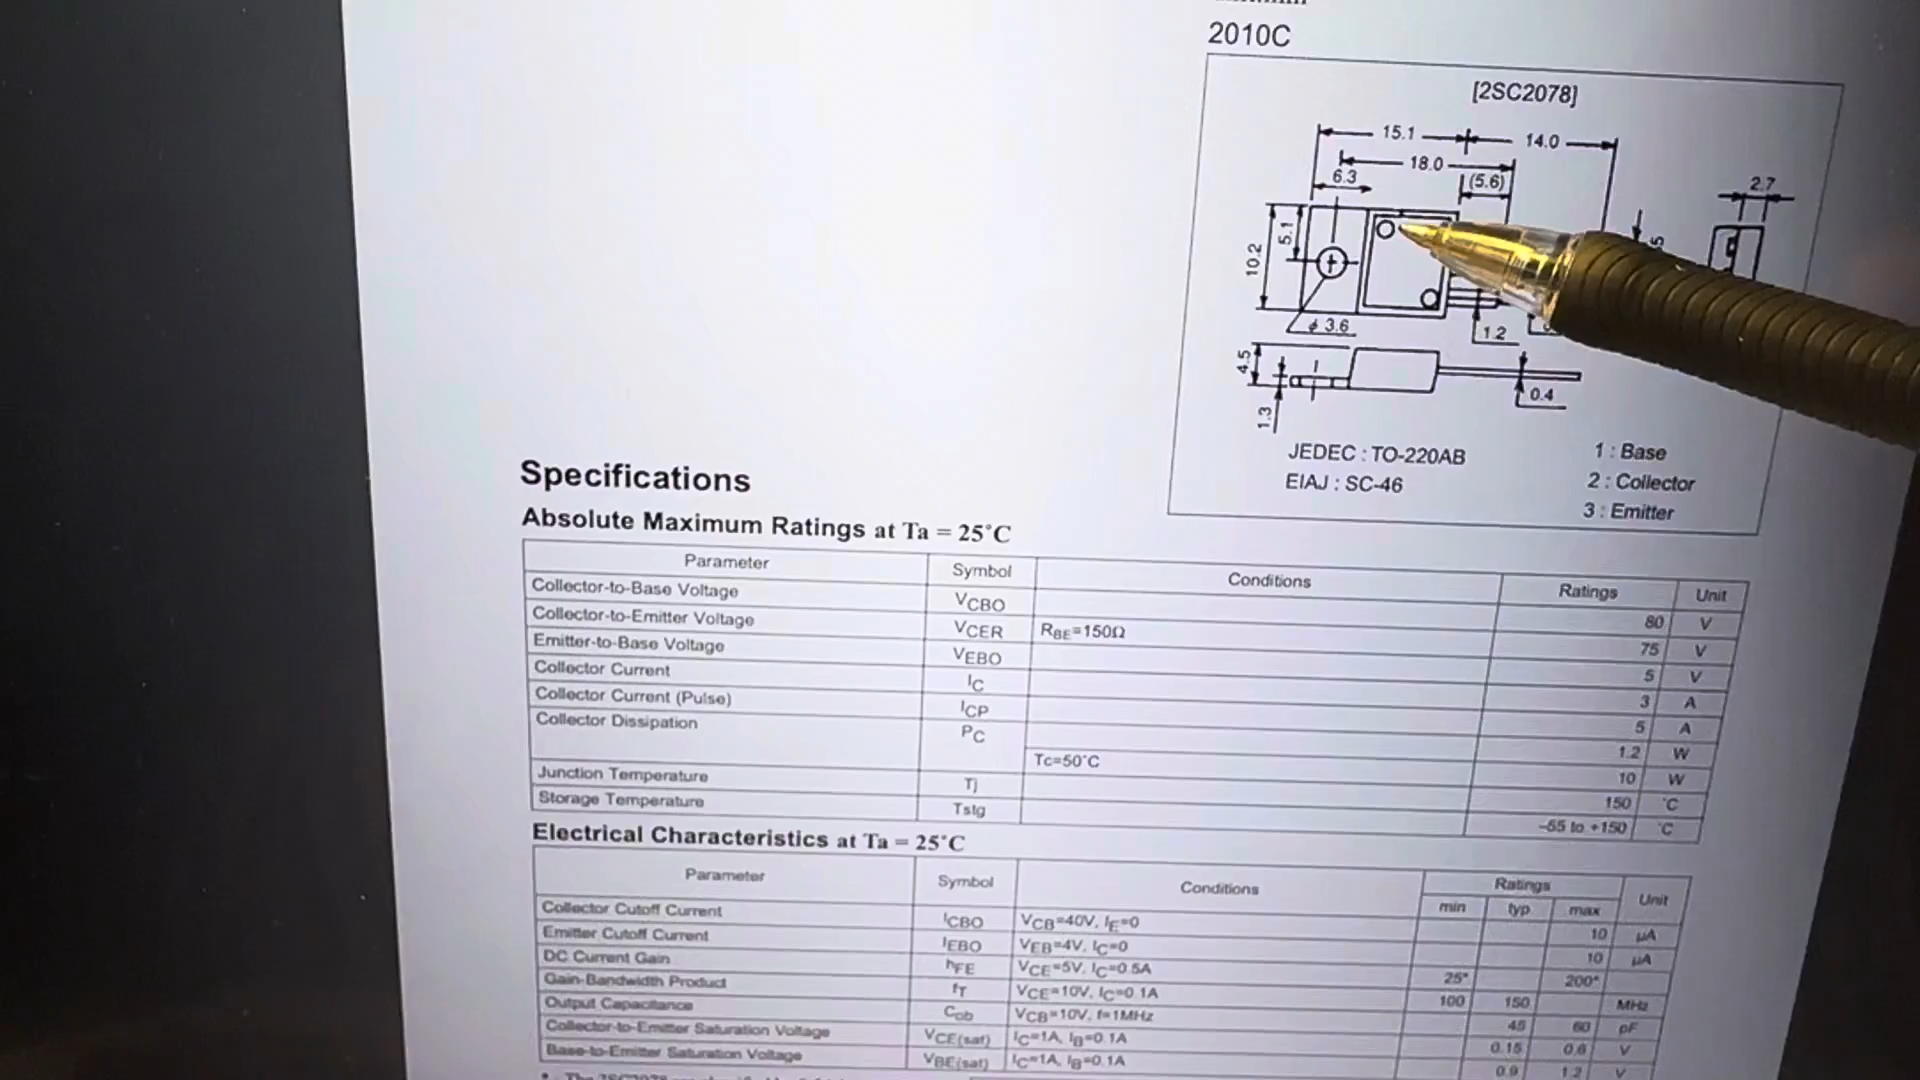 2010C
[2SC2078]
15.1
14.0
18.0
6.3
(5.6)
2.7
5.1
10.2
φ 3.6
1.2
4.5
0.4
1.3
JEDEC : TO-220AB
EIAJ : SC-46
1 : Base
2 : Collector
3 : Emitter
Specifications
Absolute Maximum Ratings at Ta = 25°C
Parameter Symbol Conditions Ratings Unit
Collector-to-Base Voltage VCBO 80 V
Collector-to-Emitter Voltage VCER RBE=150Ω 75 V
Emitter-to-Base Voltage VEBO 5 V
Collector Current IC 3 A
Collector Current (Pulse) ICP 5 A
Collector Dissipation PC 1.2 W
Tc=50°C 10 W
Junction Temperature Tj 150 °C
Storage Temperature Tstg –55 to +150 °C
Electrical Characteristics at Ta = 25°C
Parameter Symbol Conditions Ratings Unit
min typ max
Collector Cutoff Current ICBO VCB=40V, IE=0 10 μA
Emitter Cutoff Current IEBO VEB=4V, IC=0 10 μA
DC Current Gain hFE VCE=5V, IC=0.5A 25* 200*
Gain-Bandwidth Product fT VCE=10V, IC=0.1A 100 150 MHz
Output Capacitance Cob VCB=10V, f=1MHz 45 60 pF
Collector-to-Emitter Saturation Voltage VCE(sat) IC=1A, IB=0.1A 0.15 0.6 V
Base-to-Emitter Saturation Voltage VBE(sat) IC=1A, IB=0.1A 0.9 1.2 V